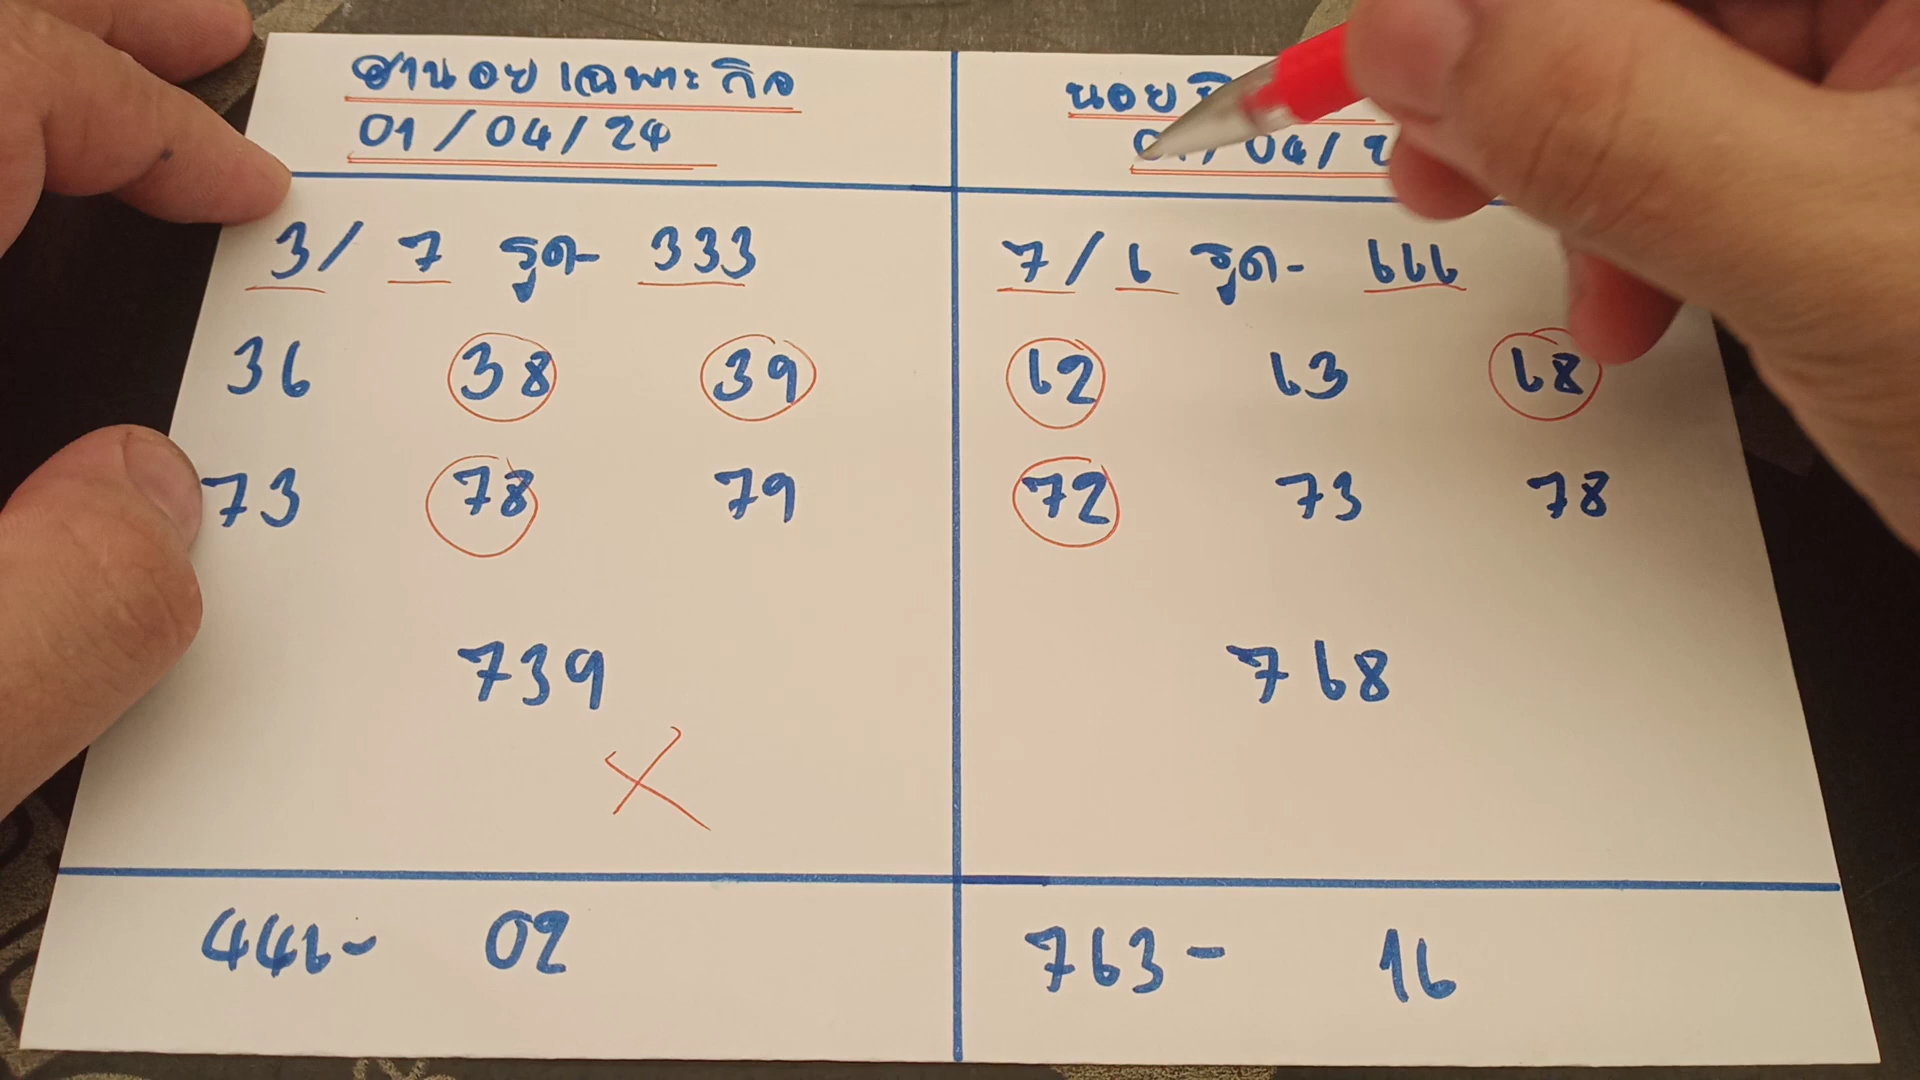 ฮานอย เฉพาะกิจ
01/04/24
3/ 7 รูด- 333
36 38 39
73 78 79
739
446- 02
นอย
04/2
7/6 รูด- 666
62 63 68
72 73 78
768
763- 16